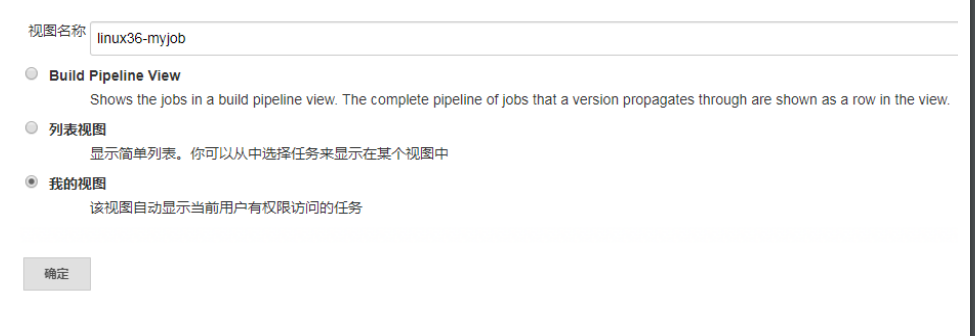 视图名称 linux36-myjob
Build Pipeline View
Shows the jobs in a build pipeline view. The complete pipeline of jobs that a version propagates through are shown as a row in the view.
列表视图
显示简单列表。你可以从中选择任务来显示在某个视图中
我的视图
该视图自动显示当前用户有权限访问的任务
确定